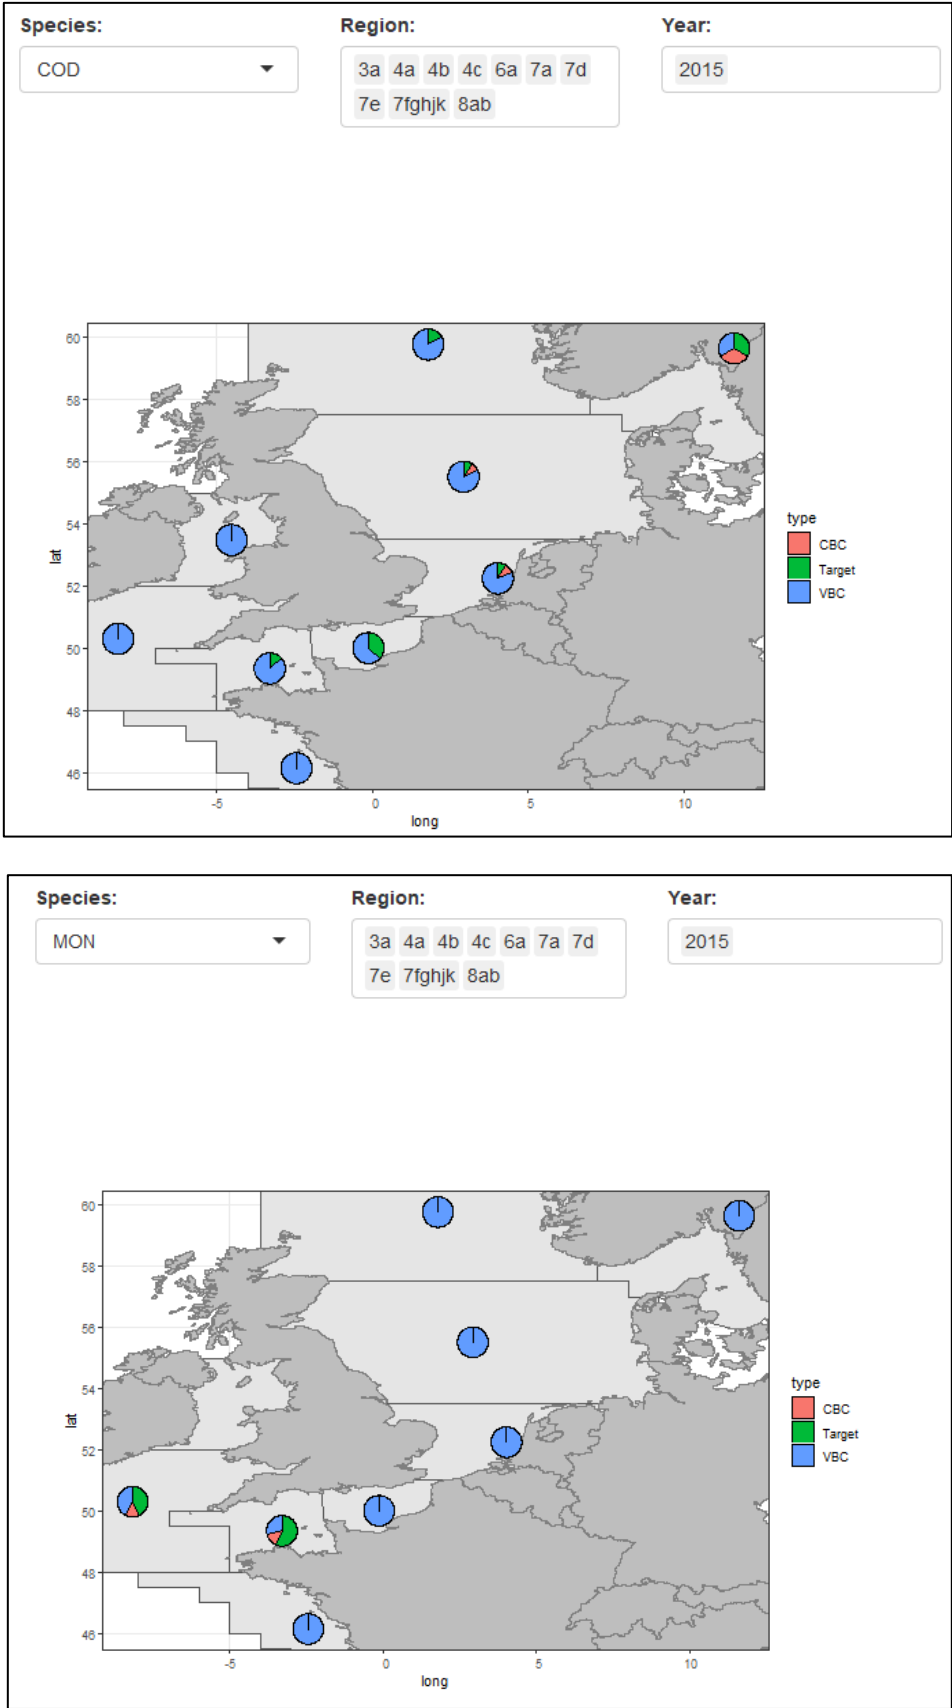 Species: Region: Year:
COD 3a 4a 4b 4c 6a 7a 7d 2015
7e 7fghjk 8ab
60
58
56
54
52
50
48
46
lat
-5 0 5 10
long
type
CBC
Target
VBC
Species: Region: Year:
MON 3a 4a 4b 4c 6a 7a 7d 2015
7e 7fghjk 8ab
60
58
56
54
52
50
48
46
lat
-5 0 5 10
long
type
CBC
Target
VBC